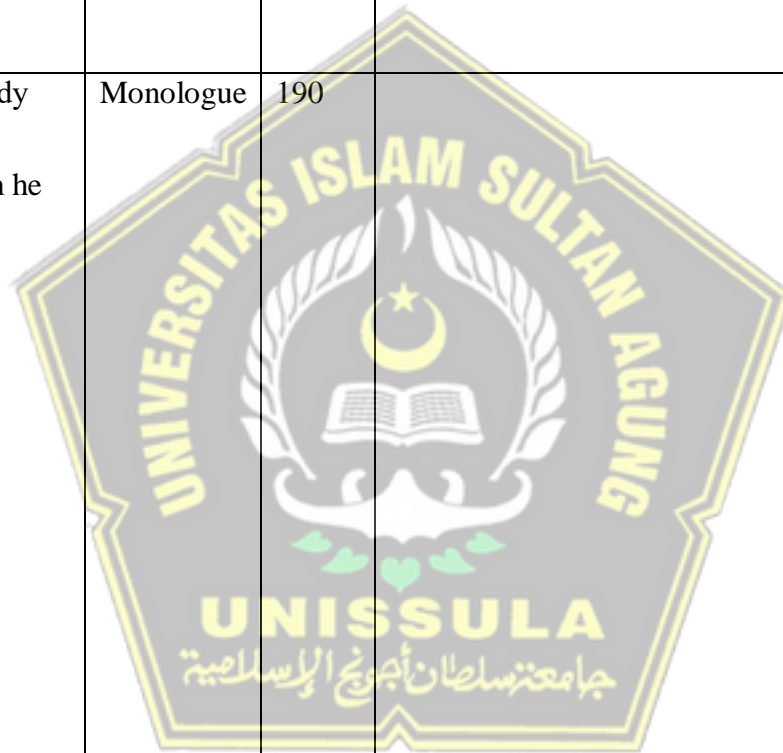 dy Monologue 190
n he
UNIVERSITAS ISLAM SULTAN AGUNG
UNISSULA
جامعة سلطان أجونج الإسلامية